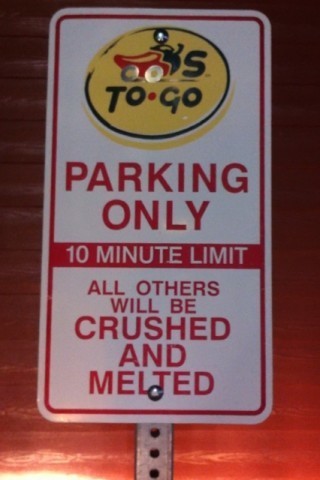 'S
TO•GO
PARKING
ONLY
10 MINUTE LIMIT
ALL OTHERS
WILL BE
CRUSHED
AND
MELTED